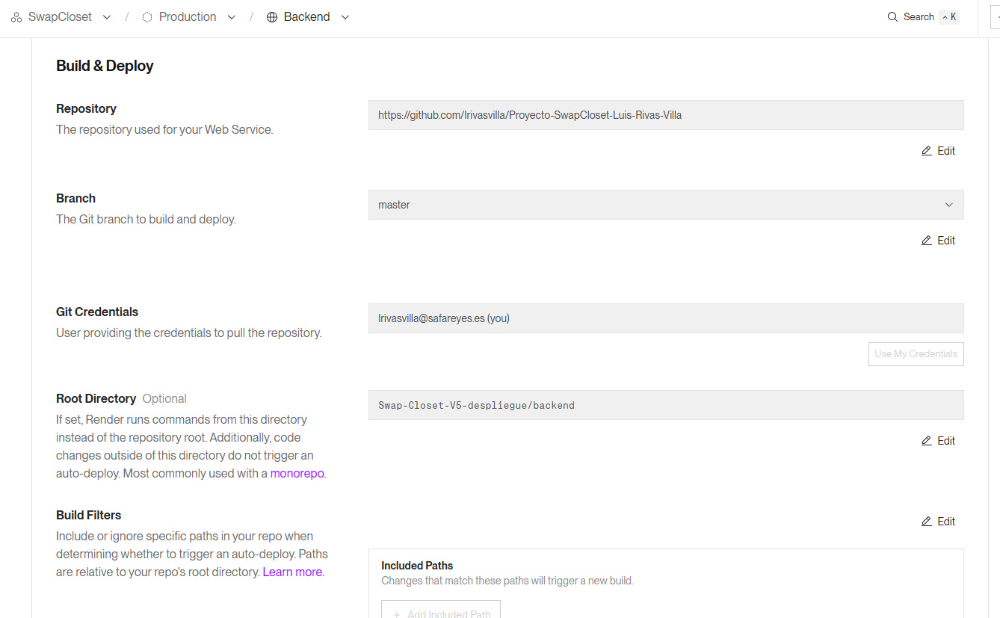 SwapCloset / Production / Backend Search ^ K
Build & Deploy
Repository
The repository used for your Web Service.
https://github.com/lrivasvilla/Proyecto-SwapCloset-Luis-Rivas-Villa
Edit
Branch
The Git branch to build and deploy.
master
Edit
Git Credentials
User providing the credentials to pull the repository.
lrivasvilla@safareyes.es (you)
Use My Credentials
Root Directory Optional
If set, Render runs commands from this directory
instead of the repository root. Additionally, code
changes outside of this directory do not trigger an
auto-deploy. Most commonly used with a monorepo.
Swap-Closet-V5-despliegue/backend
Edit
Build Filters
Include or ignore specific paths in your repo when
determining whether to trigger an auto-deploy. Paths
are relative to your repo's root directory. Learn more.
Edit
Included Paths
Changes that match these paths will trigger a new build.
+ Add Included Path